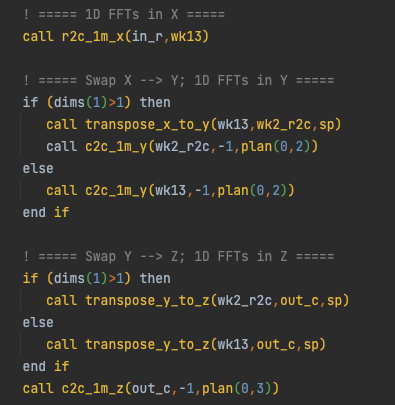 ! ===== 1D FFTs in X =====
call r2c_1m_x(in_r,wk13)

! ===== Swap X --> Y; 1D FFTs in Y =====
if (dims(1)>1) then
   call transpose_x_to_y(wk13,wk2_r2c,sp)
   call c2c_1m_y(wk2_r2c,-1,plan(0,2))
else
   call c2c_1m_y(wk13,-1,plan(0,2))
end if

! ===== Swap Y --> Z; 1D FFTs in Z =====
if (dims(1)>1) then
   call transpose_y_to_z(wk2_r2c,out_c,sp)
else
   call transpose_y_to_z(wk13,out_c,sp)
end if
call c2c_1m_z(out_c,-1,plan(0,3))